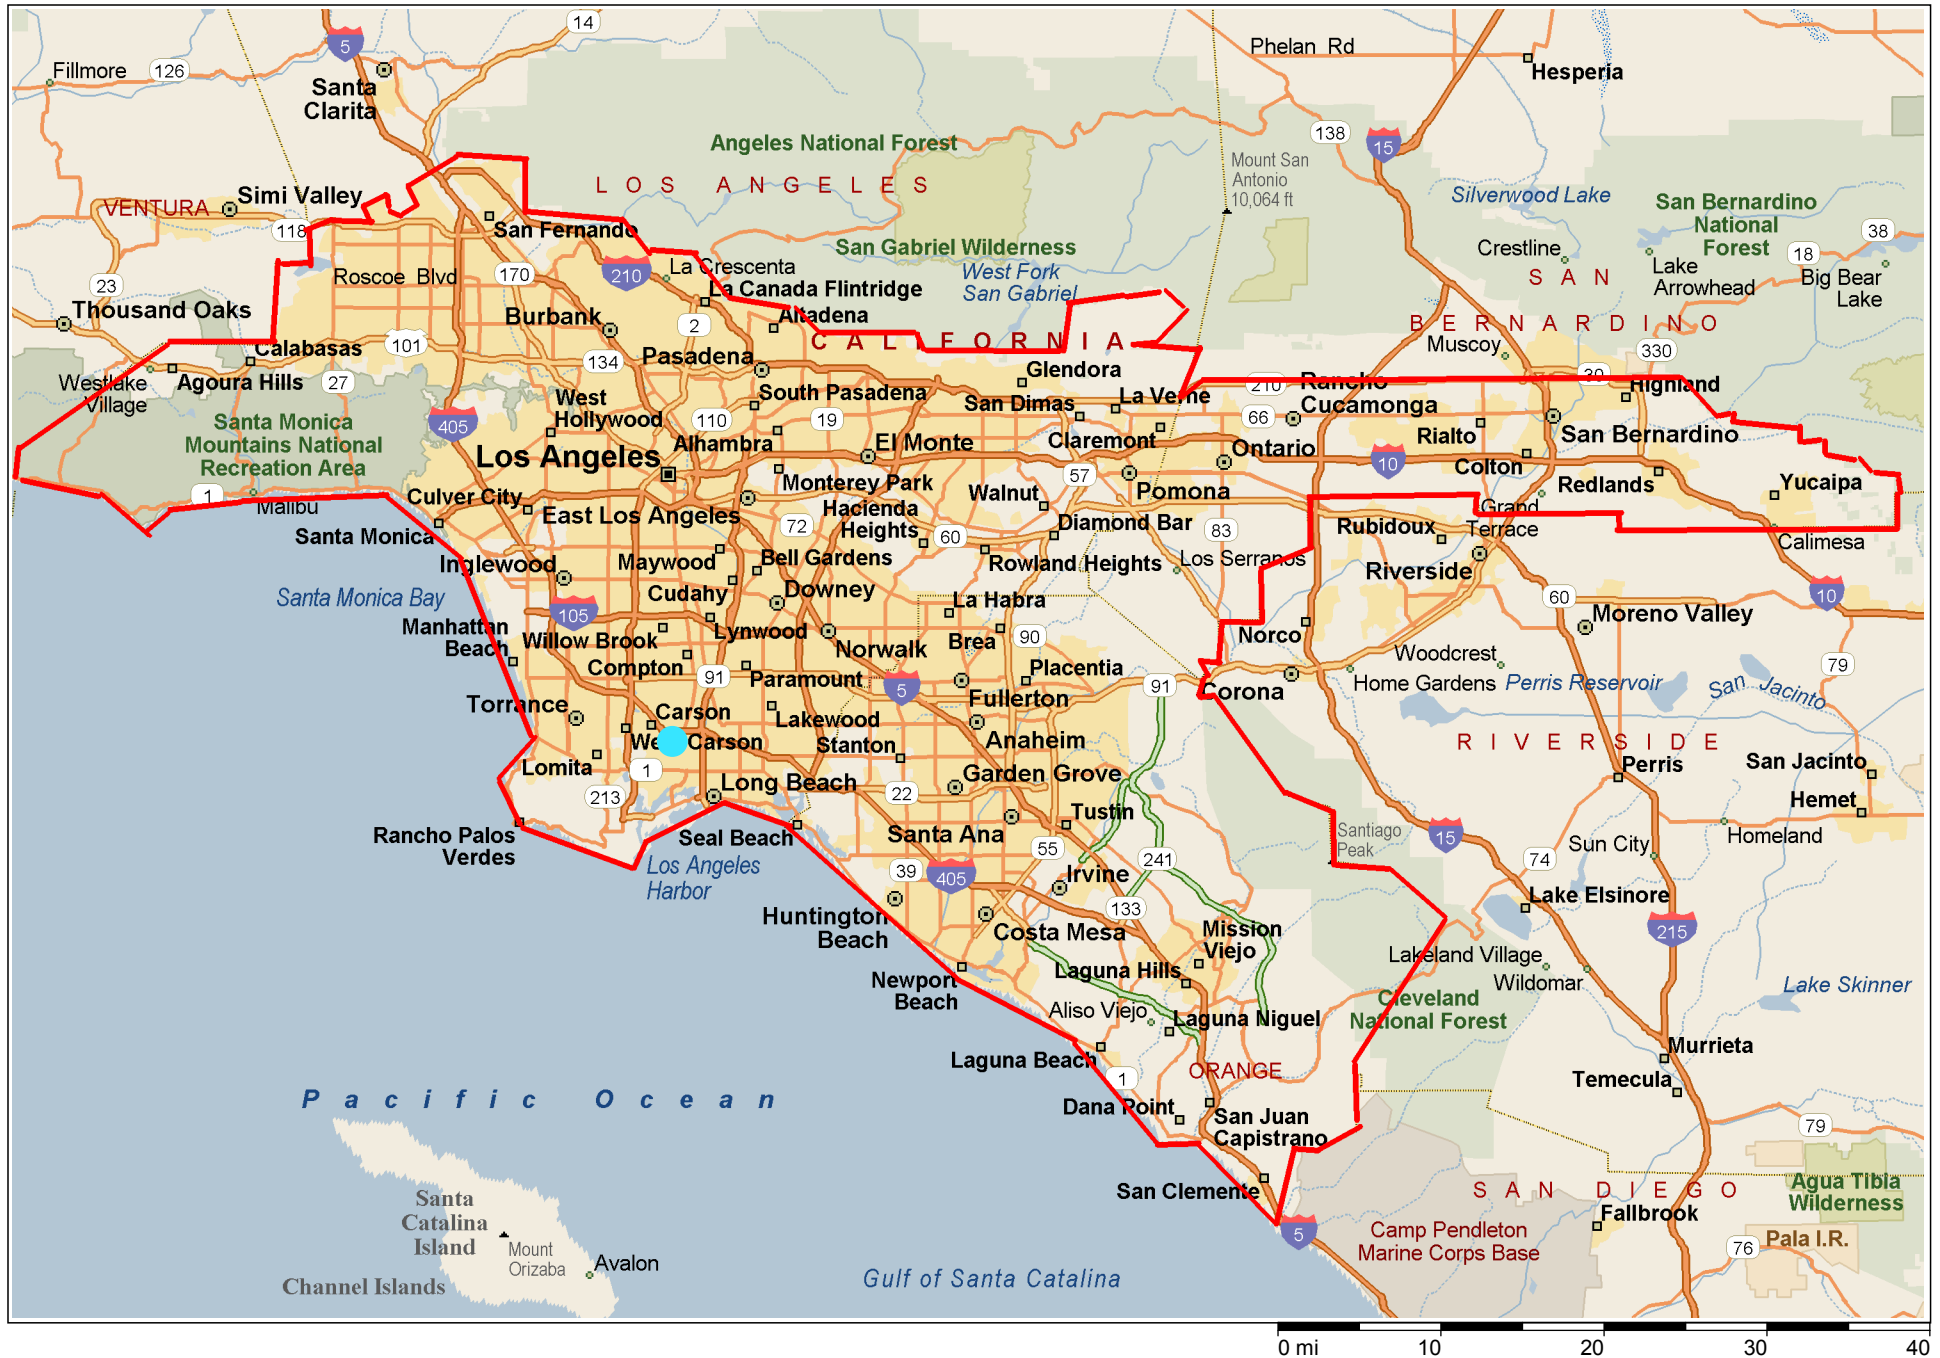 14
5
Phelan Rd
Fillmore
126
Hesperia
Santa
Clarita
138
15
Angeles National Forest
Mount San
Antonio
10,064 ft
LOS ANGELES
Silverwood Lake
San Bernardino
National
Forest
Simi Valley
VENTURA
118
San Fernando
38
18
Crestline
San Gabriel Wilderness
West Fork
San Gabriel
Lake
Arrowhead
Big Bear
Lake
SAN
BERNARDINO
Roscoe Blvd
170
210
La Crescenta
La Canada Flintridge
23
Thousand Oaks
Burbank
2
Altadena
CALIFORNIA
101
134
Pasadena
Muscoy
330
Calabasas
Westlake
Village
Agoura Hills
27
Glendora
210
Rancho
Cucamonga
30
Highland
West
Hollywood
South Pasadena
San Dimas
La Verne
66
Santa Monica
Mountains National
Recreation Area
405
110
19
Alhambra
El Monte
Claremont
Ontario
Rialto
San Bernardino
Los Angeles
10
Colton
57
Monterey Park
Walnut
Pomona
Redlands
Yucaipa
1
Malibu
Culver City
East Los Angeles
Hacienda
Heights
Diamond Bar
Grand
Terrace
Santa Monica
72
60
83
Rubidoux
Calimesa
Inglewood
Maywood
Bell Gardens
Rowland Heights
Los Serranos
Riverside
Santa Monica Bay
105
Cudahy
Downey
La Habra
60
10
Moreno Valley
Manhattan
Beach
Willow Brook
Lynwood
Norwalk
Brea
90
Norco
Compton
91
Paramount
5
Placentia
91
Woodcrest
79
Corona
Home Gardens
Perris Reservoir
San Jacinto
Torrance
Carson
Lakewood
Fullerton
Carson
Stanton
Anaheim
RIVERSIDE
Lomita
1
Perris
San Jacinto
213
Long Beach
22
Garden Grove
Hemet
Rancho Palos
Verdes
Seal Beach
Santa Ana
Tustin
Santiago
Peak
15
Homeland
Los Angeles
Harbor
55
241
74
Sun City
39
405
Irvine
Lake Elsinore
Huntington
Beach
133
Costa Mesa
Mission
Viejo
215
Laguna Hills
Lakeland Village
Wildomar
Newport
Beach
Aliso Viejo
Laguna Niguel
Cleveland
National Forest
Lake Skinner
Laguna Beach
ORANGE
Murrieta
1
Temecula
Pacific Ocean
Dana Point
San Juan
Capistrano
79
San Clemente
SAN DIEGO
Agua Tibia
Wilderness
Santa
Catalina
Island
5
Camp Pendleton
Marine Corps Base
Fallbrook
Pala I.R.
76
Mount
Orizaba
Avalon
Channel Islands
Gulf of Santa Catalina
0 mi 10 20 30 40